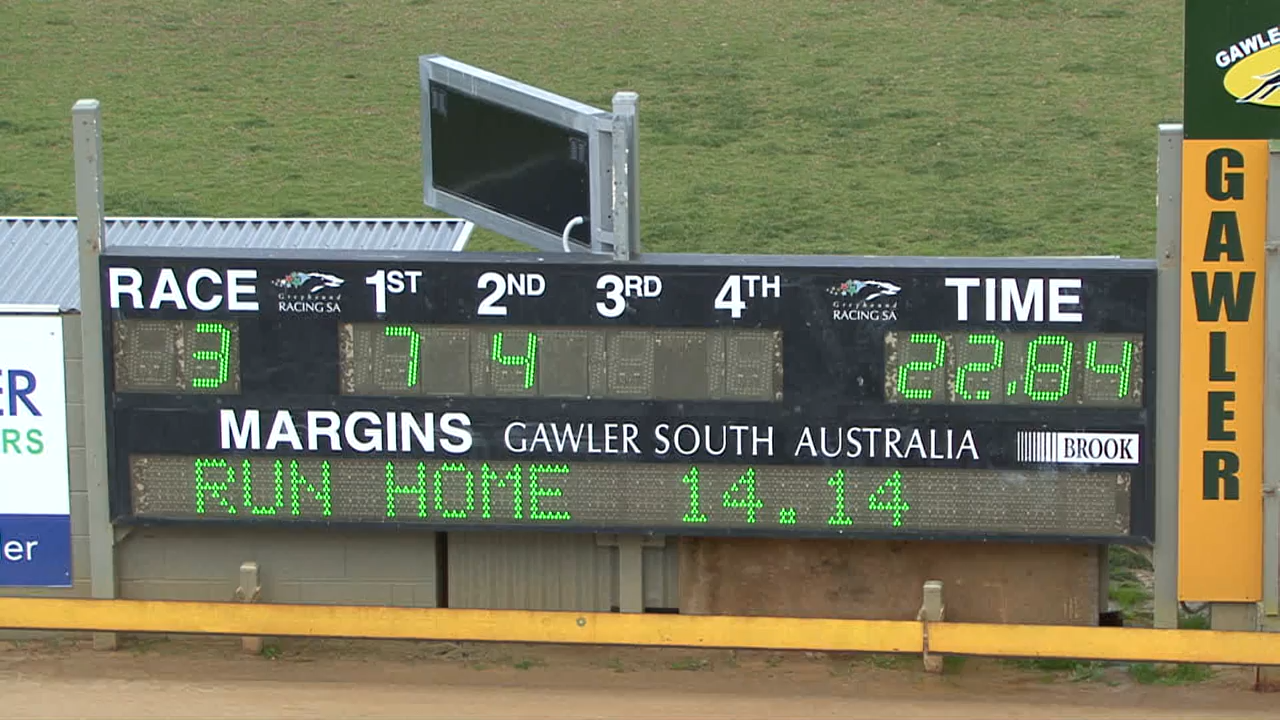 GAWLE
RACE Greyhound RACING SA 1ST 2ND 3RD 4TH Greyhound RACING SA TIME
3 7 4 22.84
MARGINS GAWLER SOUTH AUSTRALIA BROOK
RUN HOME 14.14
GAWLER
ER
RS
ler